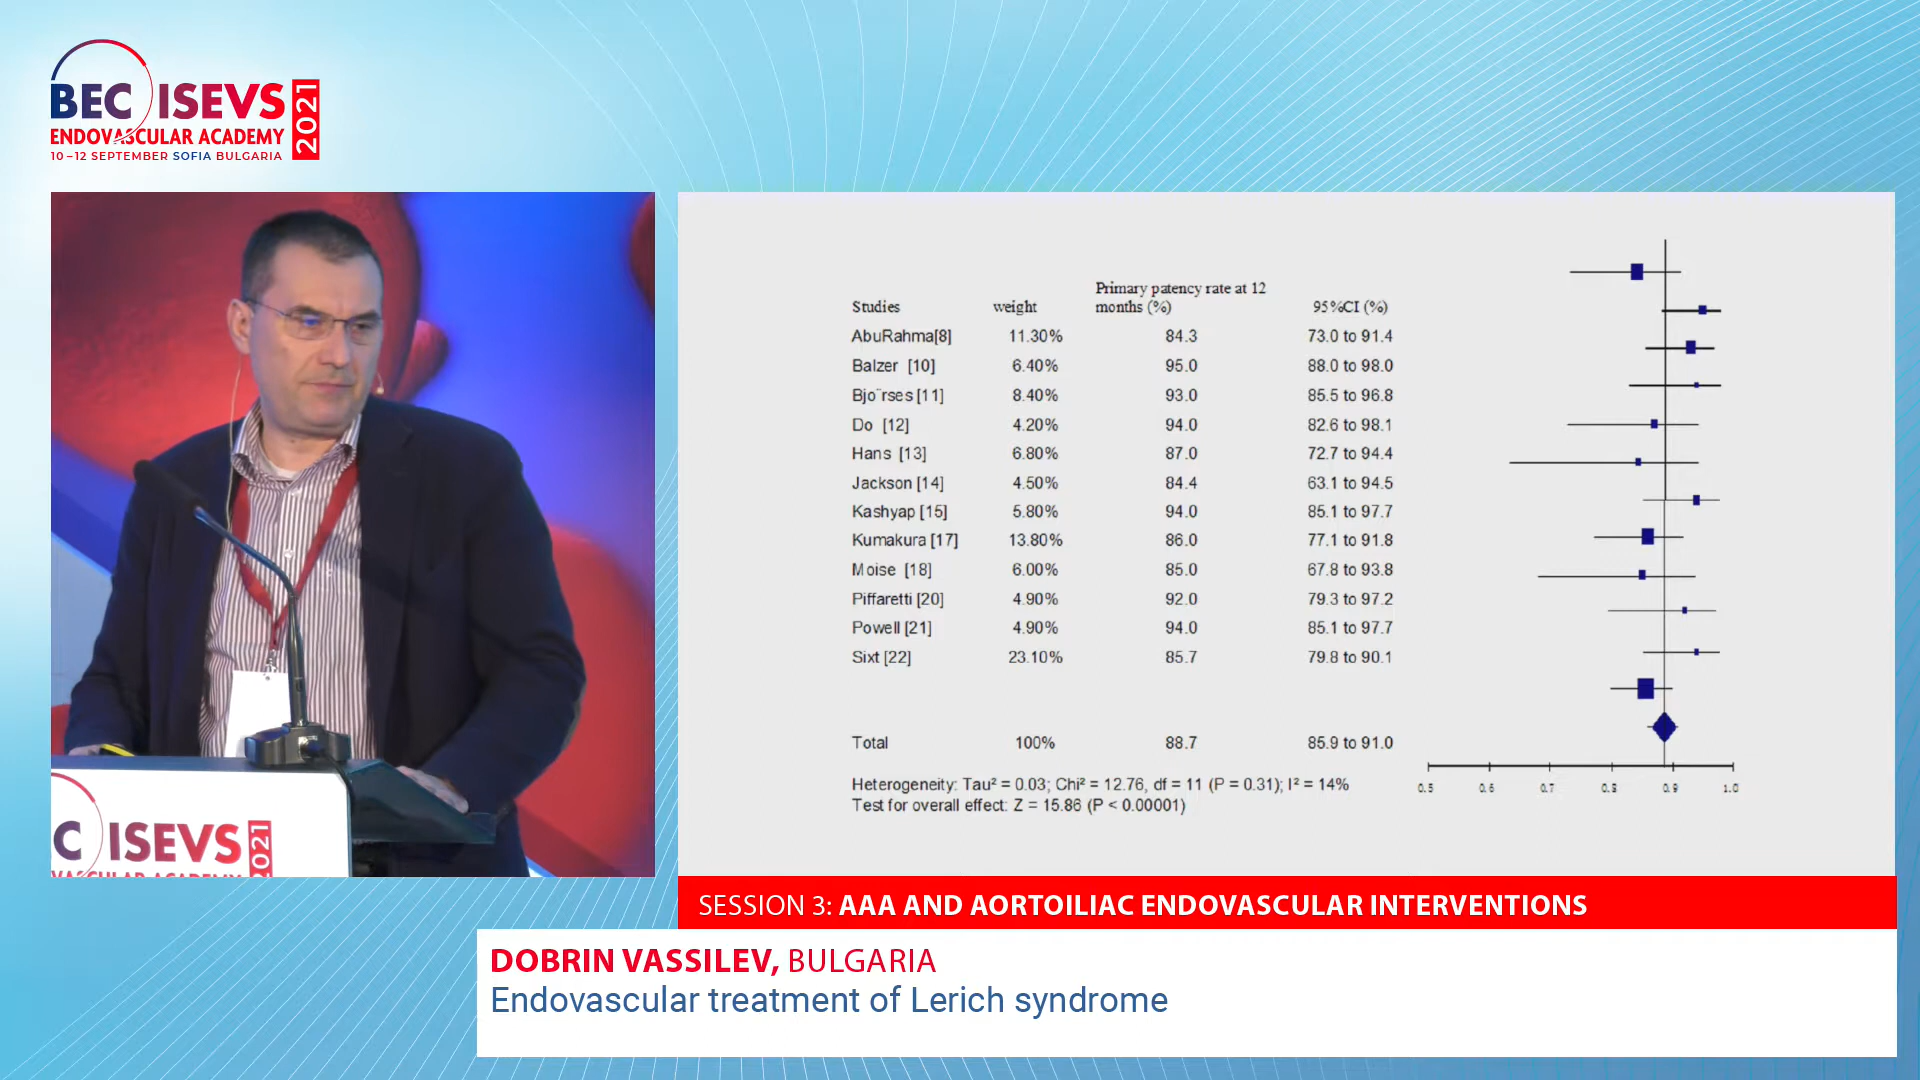 BEC ISEVS 2021
ENDOVASCULAR ACADEMY
10-12 SEPTEMBER SOFIA BULGARIA
C ISEVS 2021
Studies weight Primary patency rate at 12 months (%) 95%CI (%)
AbuRahma[8] 11.30% 84.3 73.0 to 91.4
Balzer [10] 6.40% 95.0 88.0 to 98.0
Bjo¨rses [11] 8.40% 93.0 85.5 to 96.8
Do [12] 4.20% 94.0 82.6 to 98.1
Hans [13] 6.80% 87.0 72.7 to 94.4
Jackson [14] 4.50% 84.4 63.1 to 94.5
Kashyap [15] 5.80% 94.0 85.1 to 97.7
Kumakura [17] 13.80% 86.0 77.1 to 91.8
Moise [18] 6.00% 85.0 67.8 to 93.8
Piffaretti [20] 4.90% 92.0 79.3 to 97.2
Powell [21] 4.90% 94.0 85.1 to 97.7
Sixt [22] 23.10% 85.7 79.8 to 90.1
Total 100% 88.7 85.9 to 91.0
Heterogeneity: Tau² = 0.03; Chi² = 12.76, df = 11 (P = 0.31); I² = 14%
Test for overall effect: Z = 15.86 (P < 0.00001)
0.5 0.6 0.7 0.8 0.9 1.0
SESSION 3: AAA AND AORTOILIAC ENDOVASCULAR INTERVENTIONS
DOBRIN VASSILEV, BULGARIA
Endovascular treatment of Lerich syndrome